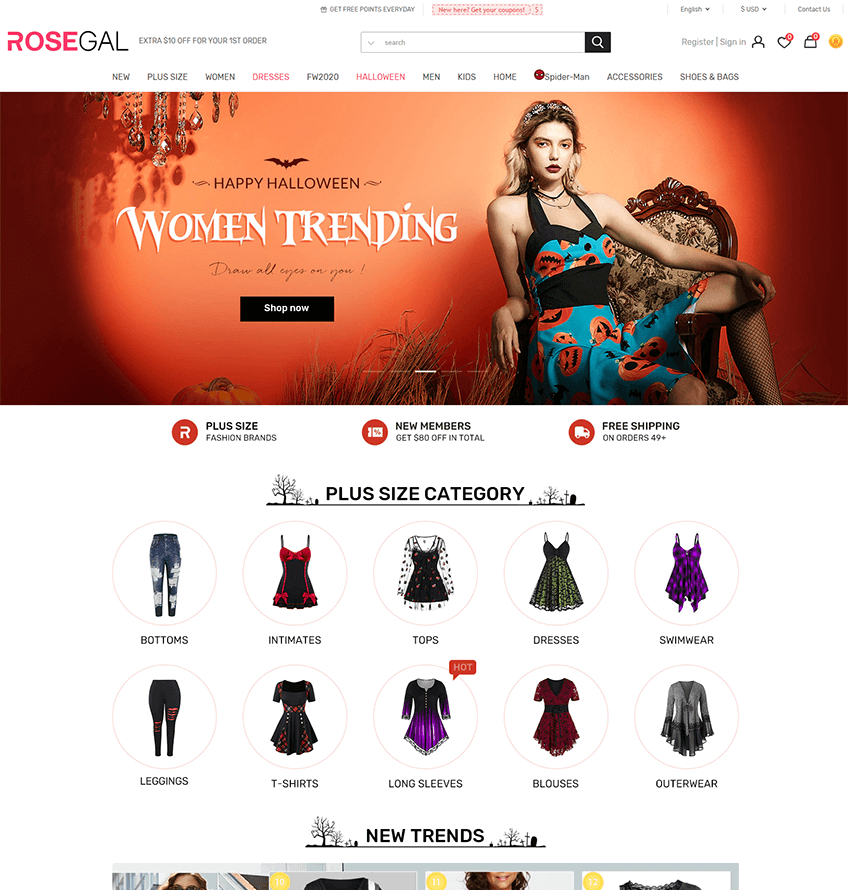 GET FREE POINTS EVERYDAY
New here? Get your coupons! 5
English
$ USD
Contact Us
ROSEGAL
EXTRA $10 OFF FOR YOUR 1ST ORDER
search
Register | Sign in
0
0
NEW PLUS SIZE WOMEN DRESSES FW2020 HALLOWEEN MEN KIDS HOME Spider-Man ACCESSORIES SHOES & BAGS
HAPPY HALLOWEEN
WOMEN TRENDING
Draw all eyes on you !
Shop now
R
PLUS SIZE
FASHION BRANDS
%
NEW MEMBERS
GET $80 OFF IN TOTAL
FREE SHIPPING
ON ORDERS 49+
PLUS SIZE CATEGORY
BOTTOMS INTIMATES TOPS DRESSES SWIMWEAR
HOT
LEGGINGS T-SHIRTS LONG SLEEVES BLOUSES OUTERWEAR
NEW TRENDS
10 11 12